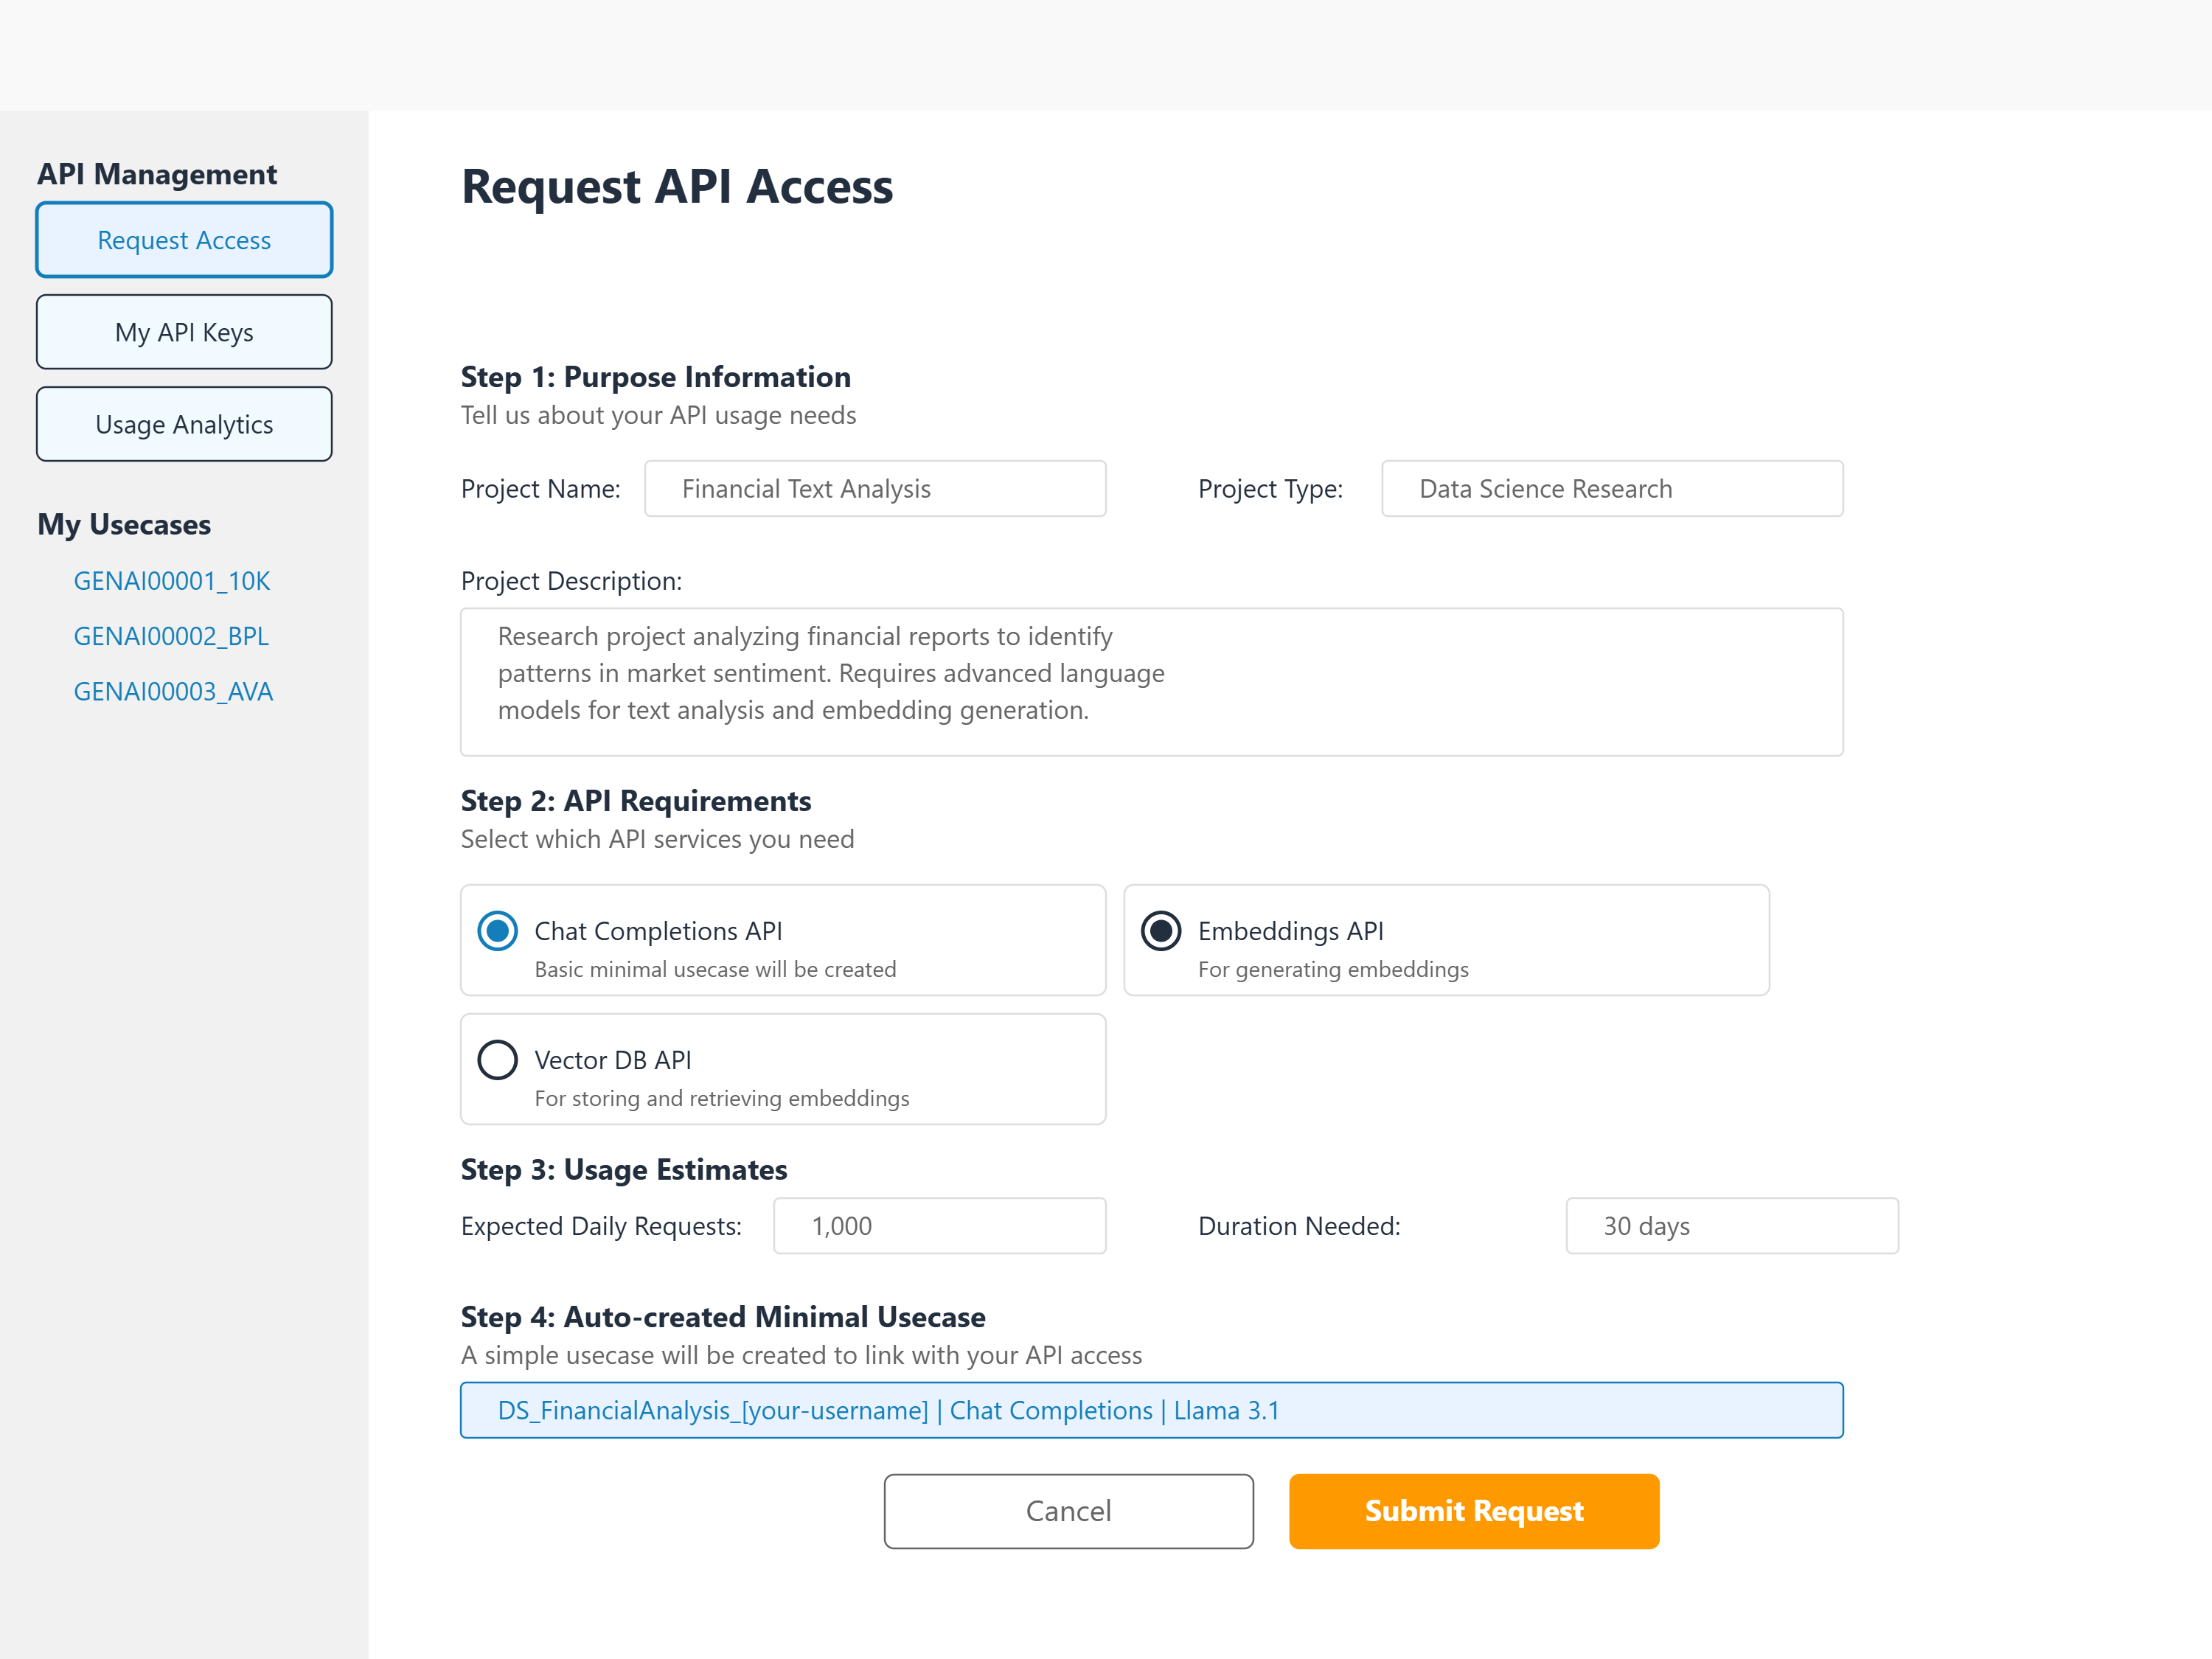 API Management
Request Access
My API Keys
Usage Analytics
My Usecases
GENAI00001_10K
GENAI00002_BPL
GENAI00003_AVA
Request API Access
Step 1: Purpose Information
Tell us about your API usage needs
Project Name: Financial Text Analysis
Project Type: Data Science Research
Project Description:
Research project analyzing financial reports to identify
patterns in market sentiment. Requires advanced language
models for text analysis and embedding generation.
Step 2: API Requirements
Select which API services you need
Chat Completions API
Basic minimal usecase will be created
Embeddings API
For generating embeddings
Vector DB API
For storing and retrieving embeddings
Step 3: Usage Estimates
Expected Daily Requests: 1,000
Duration Needed: 30 days
Step 4: Auto-created Minimal Usecase
A simple usecase will be created to link with your API access
DS_FinancialAnalysis_[your-username] | Chat Completions | Llama 3.1
Cancel
Submit Request